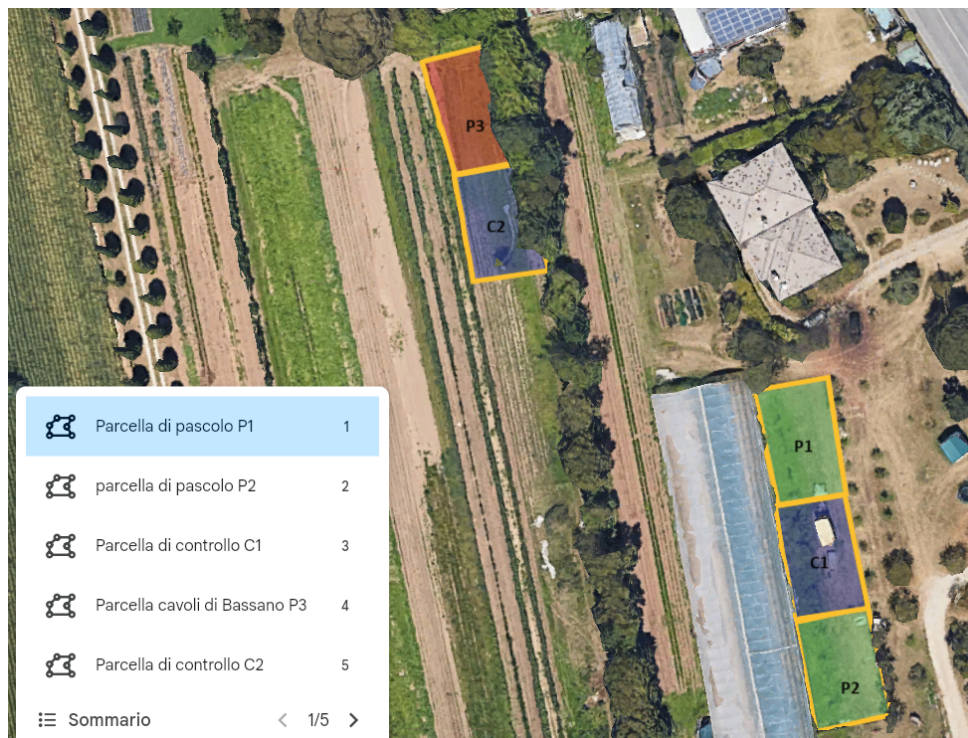 P3
C2
P1
C1
P2
Parcella di pascolo P1 1
parcella di pascolo P2 2
Parcella di controllo C1 3
Parcella cavoli di Bassano P3 4
Parcella di controllo C2 5
Sommario 1/5